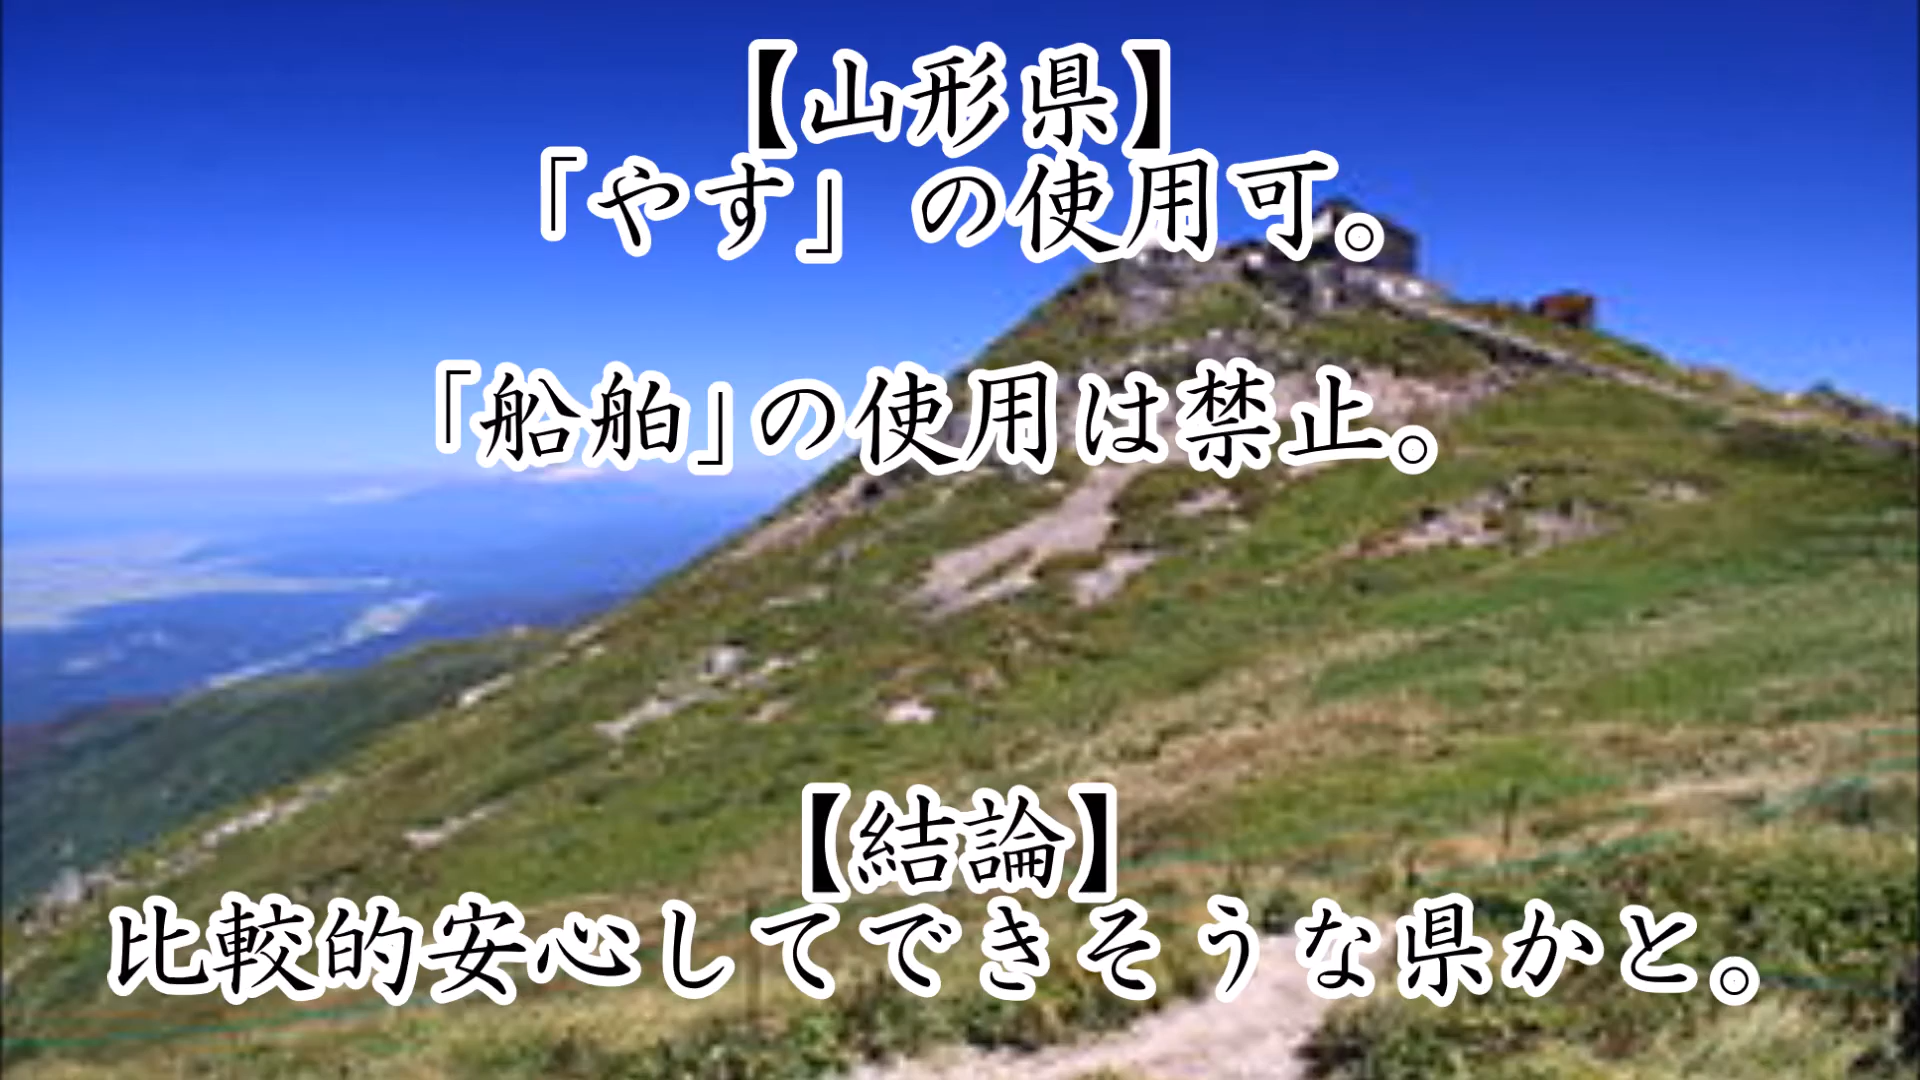 【山形県】
「やす」の使用可。
「船舶」の使用は禁止。
【結論】
比較的安心してできそうな県かと。